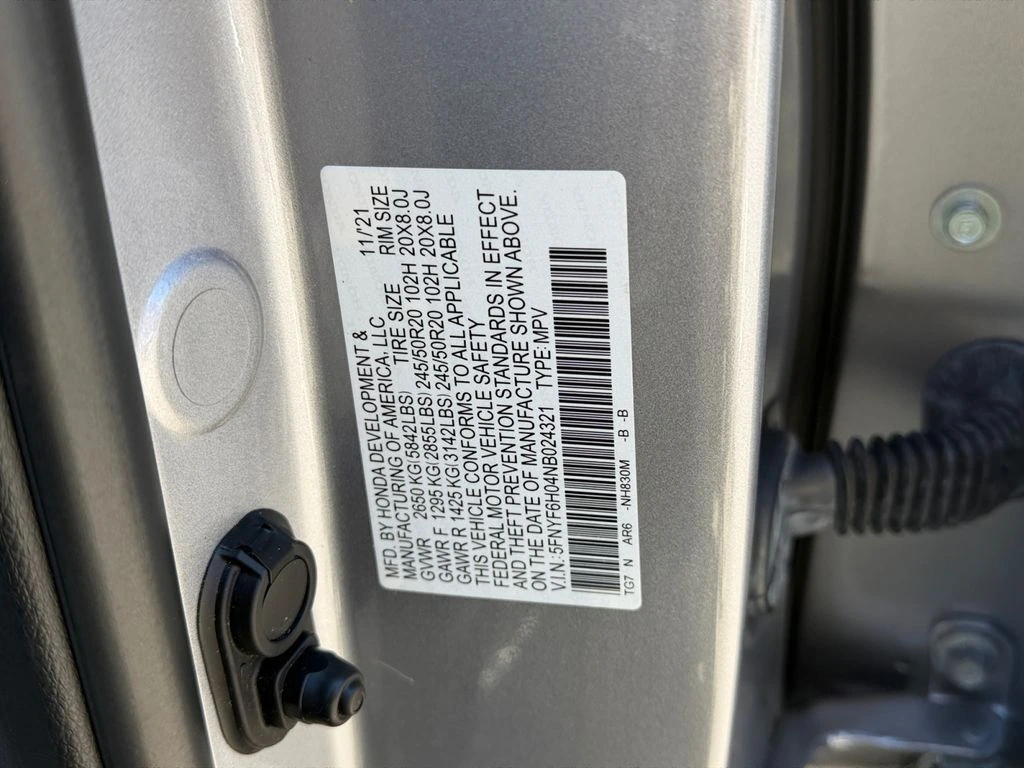 MFD. BY HONDA DEVELOPMENT &
MANUFACTURING OF AMERICA, LLC 11/'21
GVWR 2650 KG(5842LBS) TIRE SIZE RIM SIZE
GAWR F 1295 KG(2855LBS) 245/50R20 102H 20X8.0J
GAWR R 1425 KG(3142LBS) 245/50R20 102H 20X8.0J
THIS VEHICLE CONFORMS TO ALL APPLICABLE
FEDERAL MOTOR VEHICLE SAFETY
AND THEFT PREVENTION STANDARDS IN EFFECT
ON THE DATE OF MANUFACTURE SHOWN ABOVE.
V.I.N.:5FNYF6H04NB024321 TYPE:MPV
TG7 N AR6 -NH830M -B -B